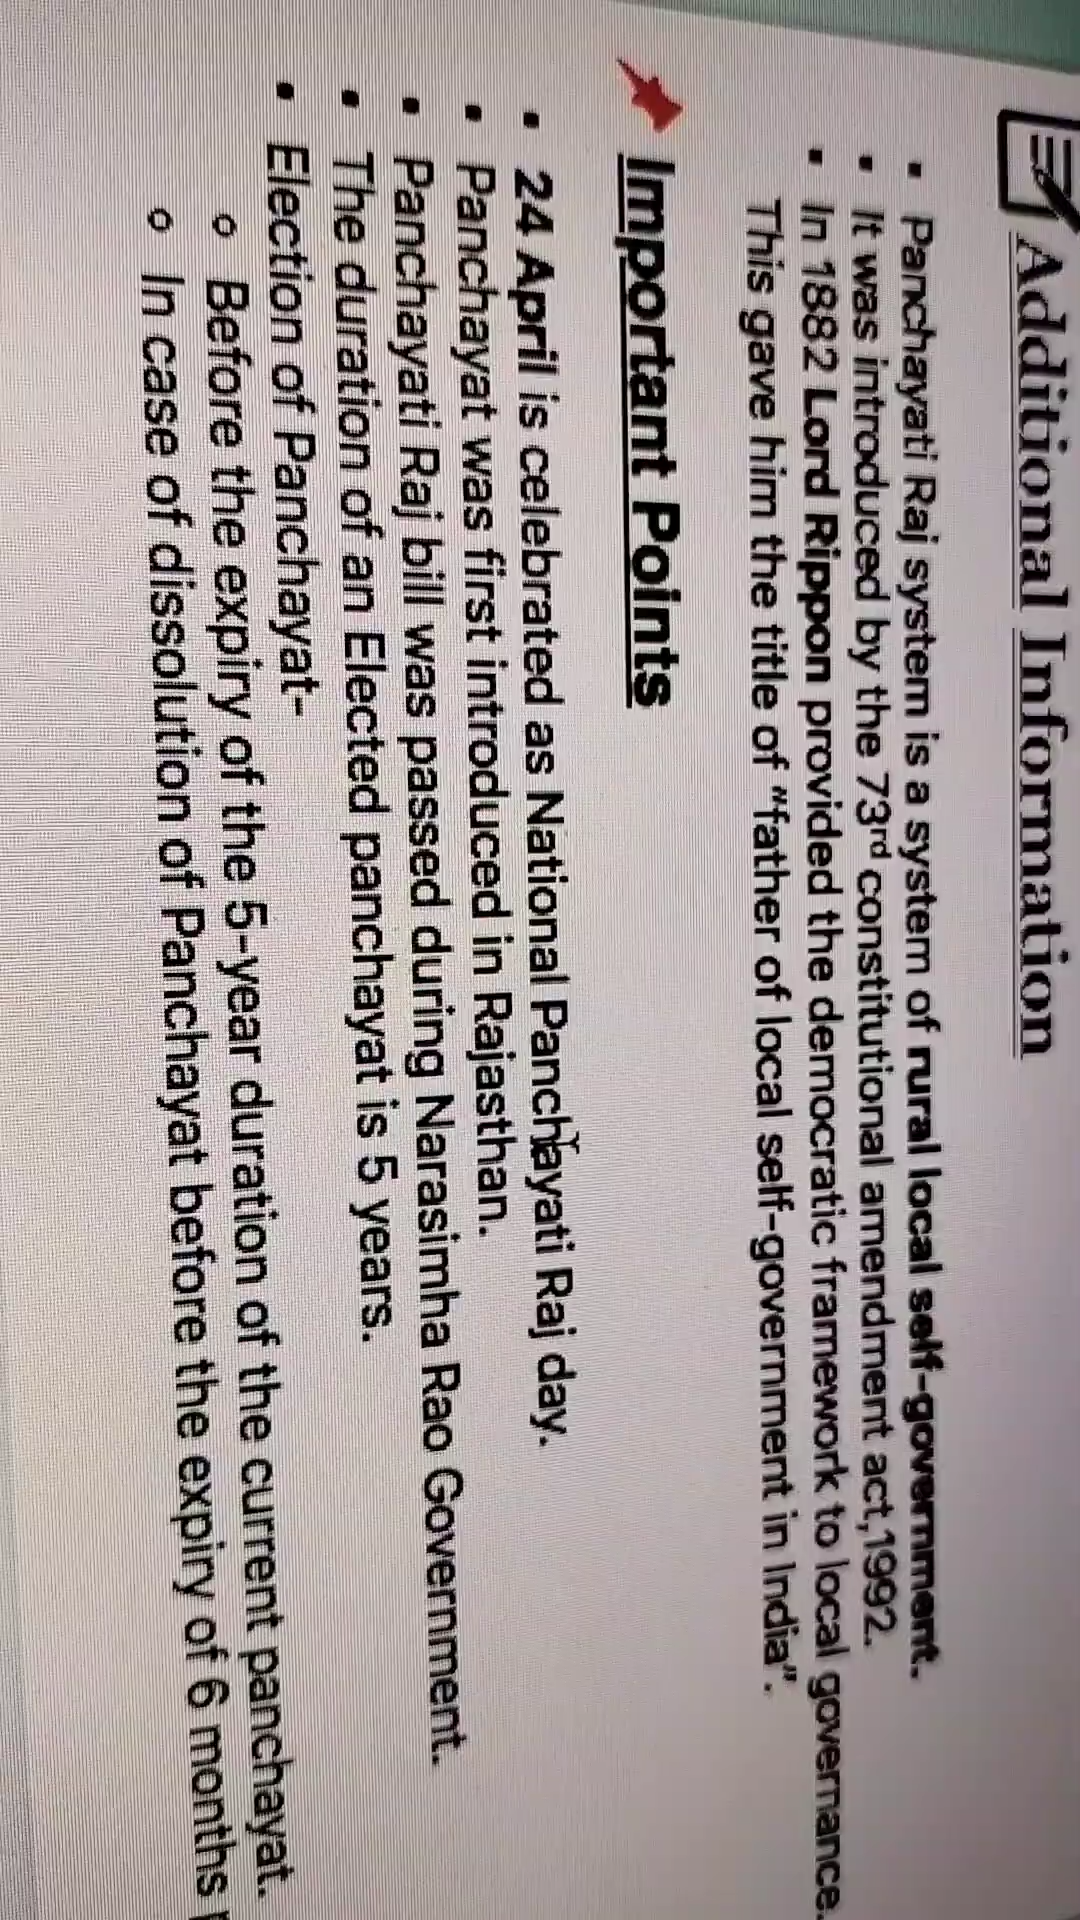 Additional Information
• Panchayati Raj system is a system of rural local self-government.
• It was introduced by the 73rd constitutional amendment act,1992.
• In 1882 Lord Rippon provided the democratic framework to local governance.
This gave him the title of "father of local self-government in India".
Important Points
• 24 April is celebrated as National Panchayati Raj day.
• Panchayat was first introduced in Rajasthan.
• Panchayati Raj bill was passed during Narasimha Rao Government.
• The duration of an Elected panchayat is 5 years.
• Election of Panchayat-
o Before the expiry of the 5-year duration of the current panchayat.
o In case of dissolution of Panchayat before the expiry of 6 months